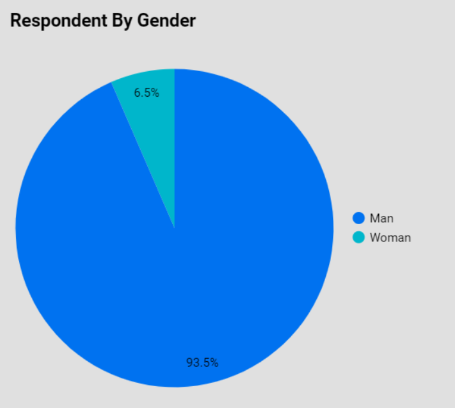 Respondent By Gender
6.5%
Man
Woman
93.5%